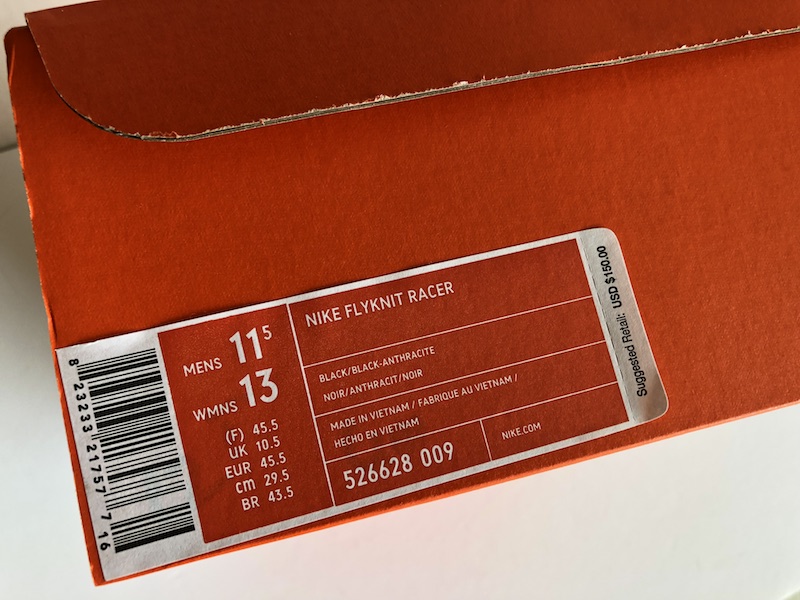 8 23233 21757 7 16
MENS 11⁵
WMNS 13
(F) 45.5
UK 10.5
EUR 45.5
cm 29.5
BR 43.5
NIKE FLYKNIT RACER
BLACK/BLACK-ANTHRACITE
NOIR/ANTHRACIT/NOIR
MADE IN VIETNAM / FABRIQUE AU VIETNAM /
HECHO EN VIETNAM
526628 009
NIKE.COM
Suggested Retail: USD $150.00